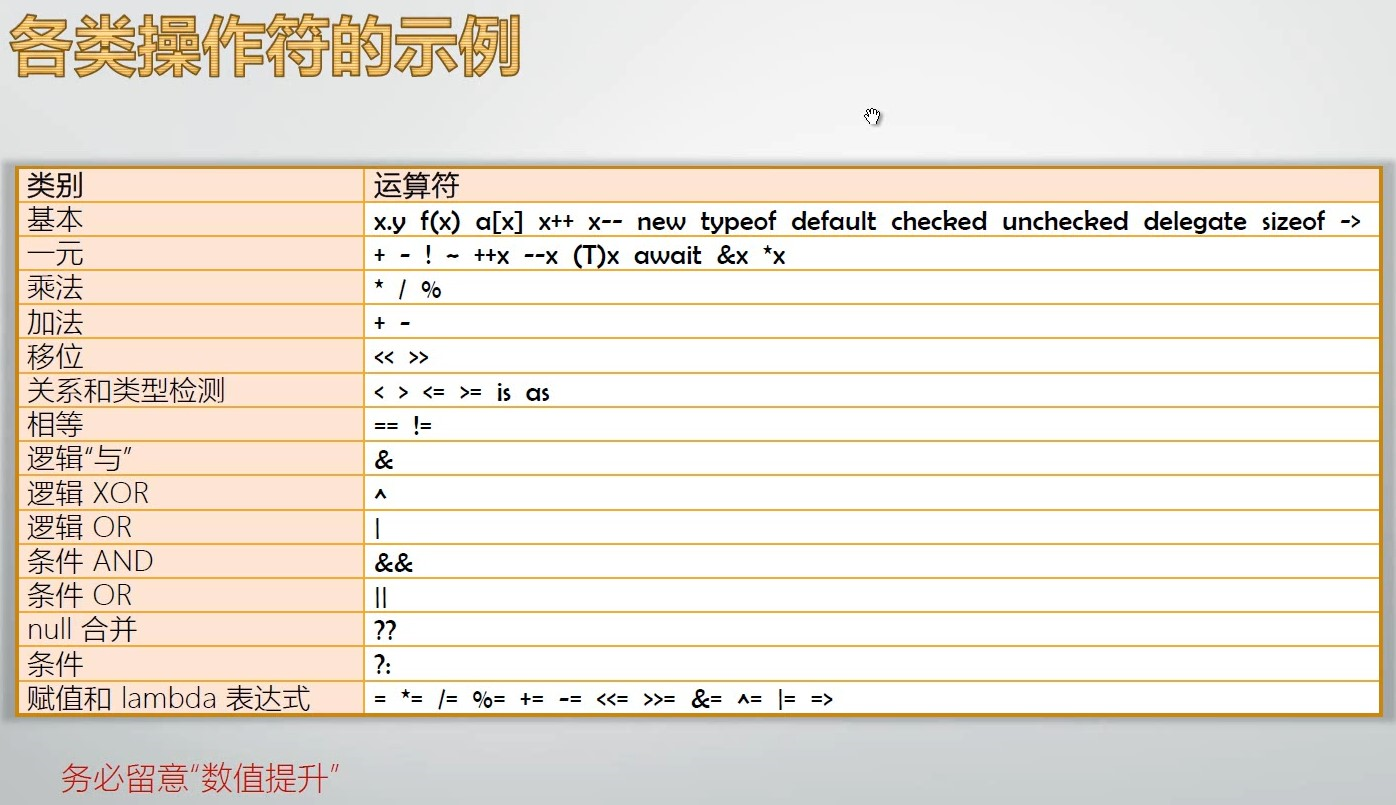 各类操作符的示例
类别 运算符
基本 x.y f(x) a[x] x++ x-- new typeof default checked unchecked delegate sizeof ->
一元 + - ! ~ ++x --x (T)x await &x *x
乘法 * / %
加法 + -
移位 << >>
关系和类型检测 < > <= >= is as
相等 == !=
逻辑“与” &
逻辑 XOR ^
逻辑 OR |
条件 AND &&
条件 OR ||
null 合并 ??
条件 ?:
赋值和 lambda 表达式 = *= /= %= += -= <<= >>= &= ^= |= =>
务必留意“数值提升”